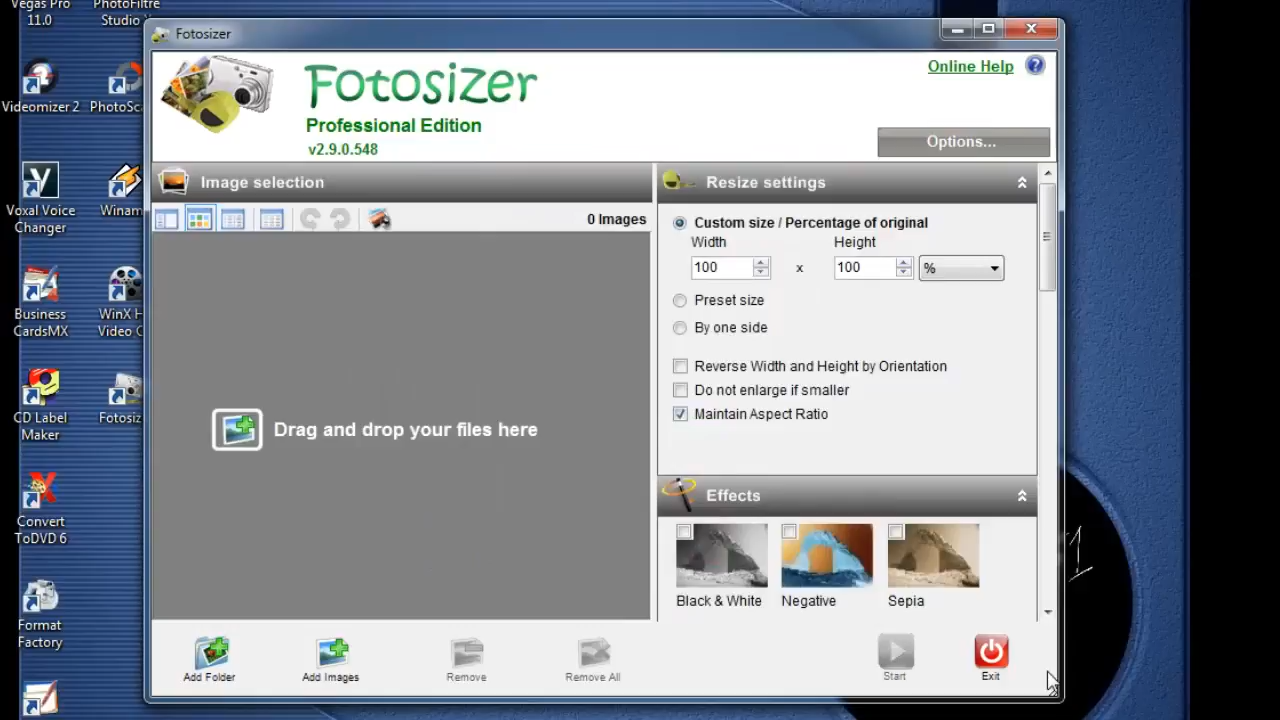 Vegas Pro
11.0
PhotoFiltre
Studio
Videomizer 2
Voxal Voice
Changer
Winam
Business
CardsMX
WinX H
Video C
CD Label
Maker
Fotosiz
Convert
ToDVD 6
Format
Factory
Fotosizer
Fotosizer
Professional Edition
v2.9.0.548
Online Help
Options...
Image selection
0 Images
Drag and drop your files here
Resize settings
Custom size / Percentage of original
Width
Height
100 x 100 %
Preset size
By one side
Reverse Width and Height by Orientation
Do not enlarge if smaller
Maintain Aspect Ratio
Effects
Black & White
Negative
Sepia
Add Folder
Add Images
Remove
Remove All
Start
Exit